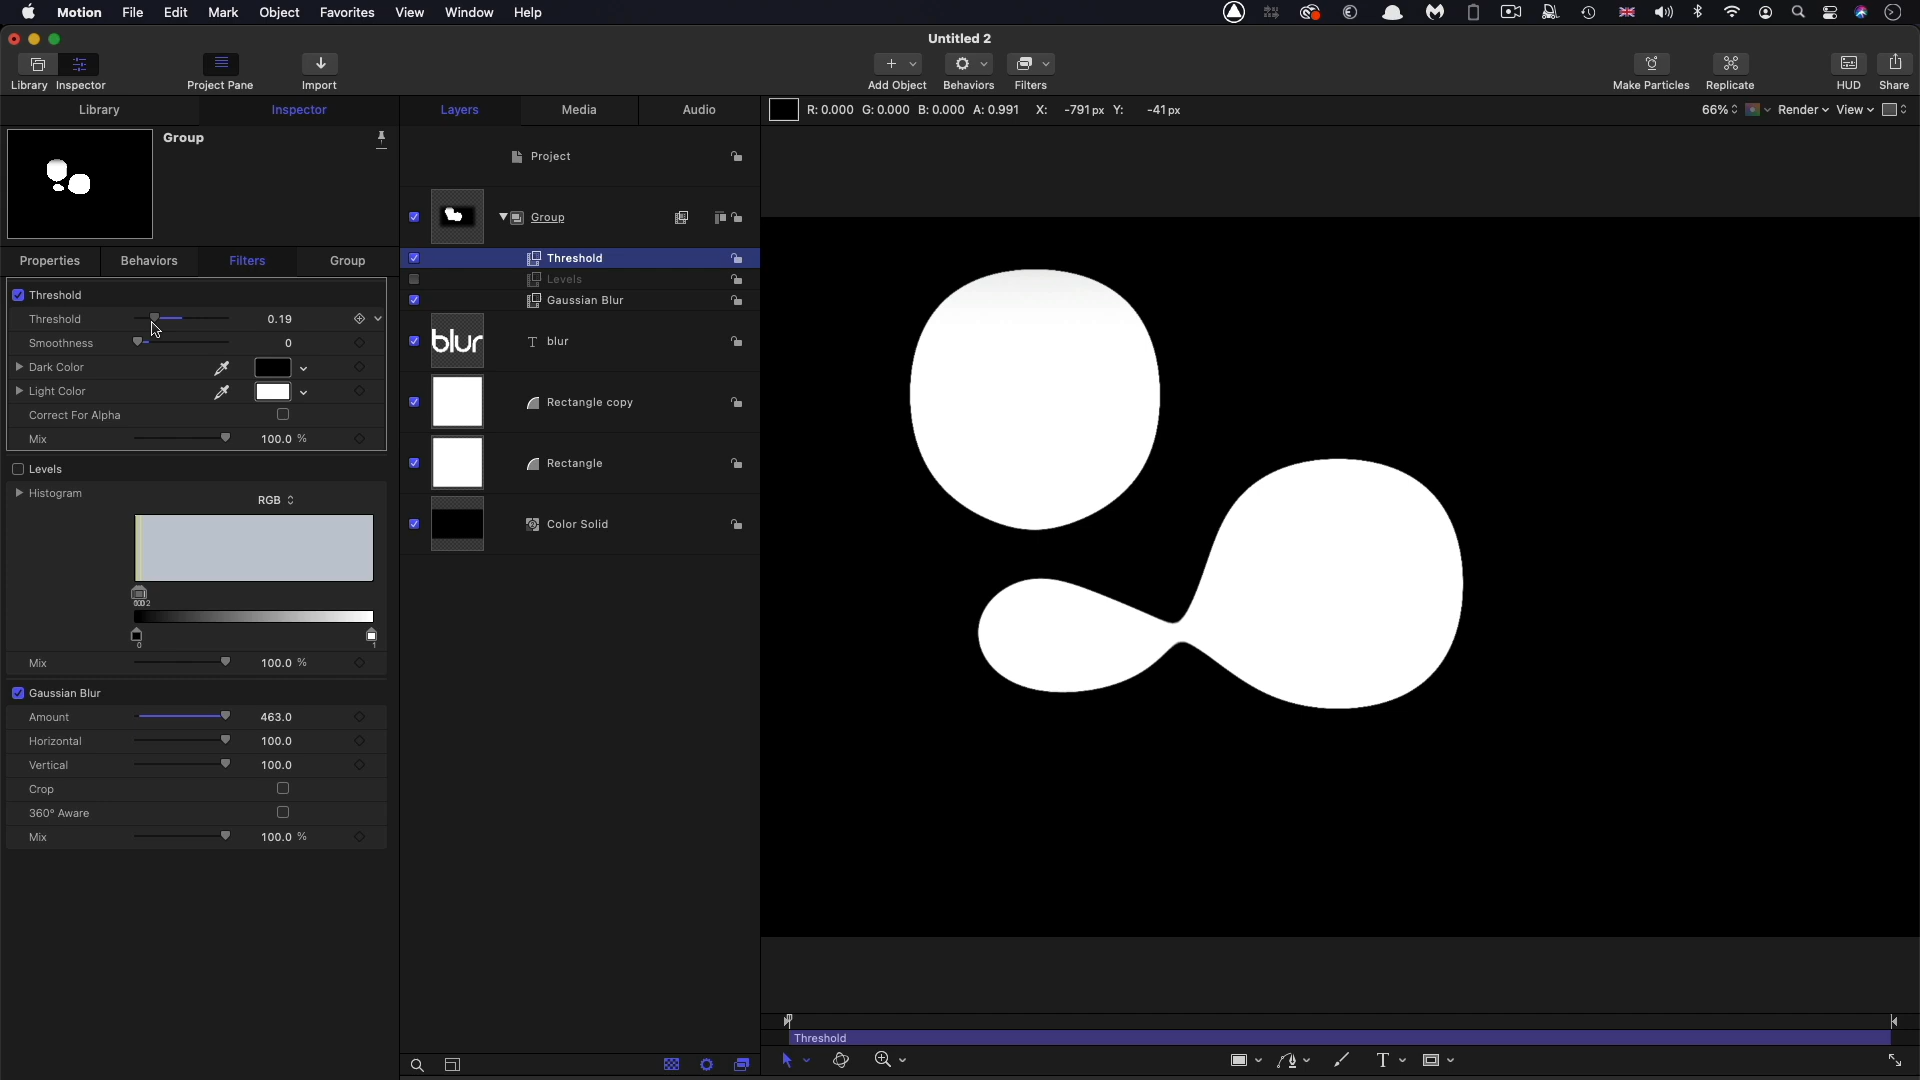 Motion File Edit Mark Object Favorites View Window Help
Untitled 2
Library Inspector Project Pane Import Add Object Behaviors Filters Make Particles Replicate HUD Share
Library Inspector Layers Media Audio R: 0.000 G: 0.000 B: 0.000 A: 0.991 X: -791 px Y: -41 px 66% Render View
Group
Project
Group
Properties Behaviors Filters Group
Threshold
Levels
Gaussian Blur
blur
blur
Rectangle copy
Rectangle
Color Solid
Threshold
Threshold 0.19
Smoothness 0
Dark Color
Light Color
Correct For Alpha
Mix 100.0 %
Levels
Histogram RGB
0 1
Mix 100.0 %
Gaussian Blur
Amount 463.0
Horizontal 100.0
Vertical 100.0
Crop
360° Aware
Mix 100.0 %
Threshold
T